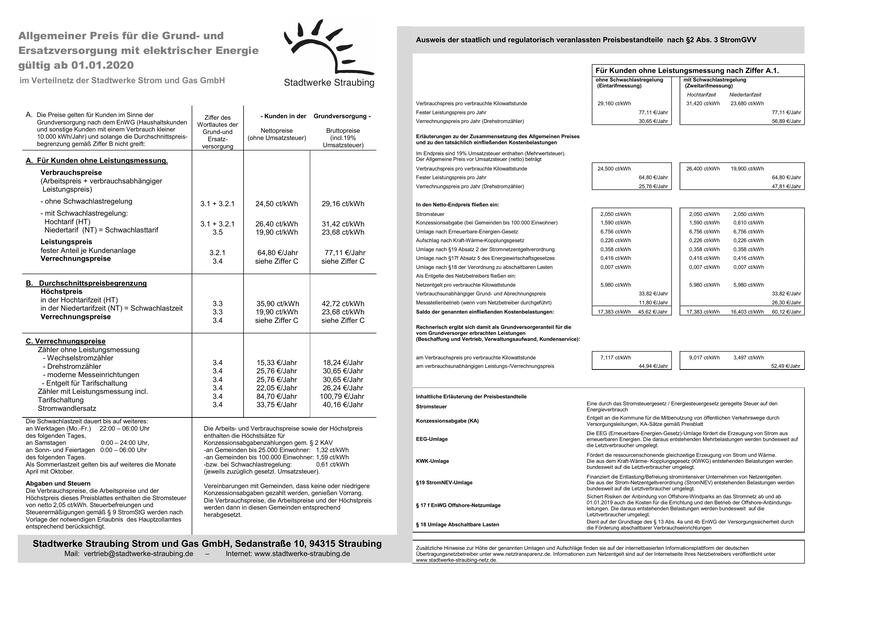 Allgemeiner Preis für die Grund- und
Ersatzversorgung mit elektrischer Energie
gültig ab 01.01.2020
im Verteilnetz der Stadtwerke Strom und Gas GmbH
Stadtwerke Straubing
A. Die Preise gelten für Kunden im Sinne der
Grundversorgung nach dem EnWG (Haushaltskunden
und sonstige Kunden mit einem Verbrauch kleiner
10.000 kWh/Jahr) und solange die Durchschnittspreis-
begrenzung gemäß Ziffer B nicht greift:
Ziffer des
Wortlautes der
Grund-und
Ersatz-
versorgung
- Kunden in der Grundversorgung -
Nettopreise
(ohne Umsatzsteuer)
Bruttopreise
(incl.19%
Umsatzsteuer)
A. Für Kunden ohne Leistungsmessung.
Verbrauchspreise
(Arbeitspreis + verbrauchsabhängiger
Leistungspreis)
- ohne Schwachlastregelung 3.1 + 3.2.1 24,50 ct/kWh 29,16 ct/kWh
- mit Schwachlastregelung:
Hochtarif (HT) 3.1 + 3.2.1 26,40 ct/kWh 31,42 ct/kWh
Niedertarif (NT) = Schwachlasttarif 3.5 19,90 ct/kWh 23,68 ct/kWh
Leistungspreis
fester Anteil je Kundenanlage 3.2.1 64,80 €/Jahr 77,11 €/Jahr
Verrechnungspreise 3.4 siehe Ziffer C siehe Ziffer C
B. Durchschnittspreisbegrenzung
Höchstpreis
in der Hochtarifzeit (HT) 3.3 35,90 ct/kWh 42,72 ct/kWh
in der Niedertarifzeit (NT) = Schwachlastzeit 3.3 19,90 ct/kWh 23,68 ct/kWh
Verrechnungspreise 3.4 siehe Ziffer C siehe Ziffer C
C. Verrechnungspreise
Zähler ohne Leistungsmessung
- Wechselstromzähler 3.4 15,33 €/Jahr 18,24 €/Jahr
- Drehstromzähler 3.4 25,76 €/Jahr 30,65 €/Jahr
- moderne Messeinrichtungen 3.4 25,76 €/Jahr 30,65 €/Jahr
- Entgelt für Tarifschaltung 3.4 22,05 €/Jahr 26,24 €/Jahr
Zähler mit Leistungsmessung incl.
Tarifschaltung 3.4 84,70 €/Jahr 100,79 €/Jahr
Stromwandlersatz 3.4 33,75 €/Jahr 40,16 €/Jahr
Die Schwachlastzeit dauert bis auf weiteres:
an Werktagen (Mo.-Fr.) 22:00 – 06:00 Uhr
des folgenden Tages,
an Samstagen 0:00 – 24:00 Uhr,
an Sonn- und Feiertagen 0:00 – 06:00 Uhr
des folgenden Tages.
Als Sommerlastzeit gelten bis auf weiteres die Monate
April mit Oktober.
Abgaben und Steuern
Die Verbrauchspreise, die Arbeitspreise und der
Höchstpreis dieses Preisblattes enthalten die Stromsteuer
von netto 2,05 ct/kWh. Steuerbefreiungen und
Steuerermäßigungen gemäß § 9 StromStG werden nach
Vorlage der notwendigen Erlaubnis des Hauptzollamtes
entsprechend berücksichtigt.
Die Arbeits- und Verbrauchspreise sowie der Höchstpreis
enthalten die Höchstsätze für
Konzessionsabgabenzahlungen gem. § 2 KAV
-an Gemeinden bis 25.000 Einwohner: 1,32 ct/kWh
-an Gemeinden bis 100.000 Einwohner: 1,59 ct/kWh
-bzw. bei Schwachlastregelung: 0,61 ct/kWh
(jeweils zuzüglich gesetzl. Umsatzsteuer).
Vereinbarungen mit Gemeinden, dass keine oder niedrigere
Konzessionsabgaben gezahlt werden, genießen Vorrang.
Die Verbrauchspreise, die Arbeitspreise und der Höchstpreis
werden dann in diesen Gemeinden entsprechend
herabgesetzt.
Stadtwerke Straubing Strom und Gas GmbH, Sedanstraße 10, 94315 Straubing
Mail: vertrieb@stadtwerke-straubing.de – Internet: www.stadtwerke-straubing.de
Ausweis der staatlich und regulatorisch veranlassten Preisbestandteile nach §2 Abs. 3 StromGVV
Für Kunden ohne Leistungsmessung nach Ziffer A.1.
ohne Schwachlastregelung
(Eintarifmessung)
mit Schwachlastregelung
(Zweitarifmessung)
Hochtarifzeit Niedertarifzeit
Verbrauchspreis pro verbrauchte Kilowattstunde 29,160 ct/kWh 31,420 ct/kWh 23,680 ct/kWh
Fester Leistungspreis pro Jahr 77,11 €/Jahr 77,11 €/Jahr
Verrechnungspreis pro Jahr (Drehstromzähler) 30,65 €/Jahr 56,89 €/Jahr
Erläuterungen zu der Zusammensetzung des Allgemeinen Preises
und zu den tatsächlich einfließenden Kostenbelastungen
Im Endpreis sind 19% Umsatzsteuer enthalten (Mehrwertsteuer).
Der Allgemeine Preis vor Umsatzsteuer (netto) beträgt
Verbrauchspreis pro verbrauchte Kilowattstunde 24,500 ct/kWh 26,400 ct/kWh 19,900 ct/kWh
Fester Leistungspreis pro Jahr 64,80 €/Jahr 64,80 €/Jahr
Verrechnungspreis pro Jahr (Drehstromzähler) 25,76 €/Jahr 47,81 €/Jahr
In den Netto-Endpreis fließen ein:
Stromsteuer 2,050 ct/kWh 2,050 ct/kWh 2,050 ct/kWh
Konzessionsabgabe (bei Gemeinden bis 100.000 Einwohner) 1,590 ct/kWh 1,590 ct/kWh 0,610 ct/kWh
Umlage nach Erneuerbare-Energien-Gesetz 6,756 ct/kWh 6,756 ct/kWh 6,756 ct/kWh
Aufschlag nach Kraft-Wärme-Kopplungsgesetz 0,226 ct/kWh 0,226 ct/kWh 0,226 ct/kWh
Umlage nach §19 Absatz 2 der Stromnetzentgeltverordnung 0,358 ct/kWh 0,358 ct/kWh 0,358 ct/kWh
Umlage nach §17f Absatz 5 des Energiewirtschaftsgesetzes 0,416 ct/kWh 0,416 ct/kWh 0,416 ct/kWh
Umlage nach §18 der Verordnung zu abschaltbaren Lasten 0,007 ct/kWh 0,007 ct/kWh 0,007 ct/kWh
Als Entgelte des Netzbetreibers fließen ein:
Netzentgelt pro verbrauchte Kilowattstunde 5,980 ct/kWh 5,980 ct/kWh 5,980 ct/kWh
Verbrauchsunabhängiger Grund- und Abrechnungspreis 33,82 €/Jahr 33,82 €/Jahr
Messstellenbetrieb (wenn vom Netzbetreiber durchgeführt) 11,80 €/Jahr 26,30 €/Jahr
Saldo der genannten einfließenden Kostenbelastungen: 17,383 ct/kWh 45,62 €/Jahr 17,383 ct/kWh 16,403 ct/kWh 60,12 €/Jahr
Rechnerisch ergibt sich damit als Grundversorgeranteil für die
vom Grundversorger erbrachten Leistungen
(Beschaffung und Vertrieb, Verwaltungsaufwand, Kundenservice):
am Verbrauchspreis pro verbrauchte Kilowattstunde 7,117 ct/kWh 9,017 ct/kWh 3,497 ct/kWh
am verbrauchsunabhängigen Leistungs-/Verrechnungspreis 44,94 €/Jahr 52,49 €/Jahr
Inhaltliche Erläuterung der Preisbestandteile
Stromsteuer Eine durch das Stromsteuergesetz / Energiesteuergesetz geregelte Steuer auf den
Energieverbrauch
Konzessionsabgabe (KA) Entgelt an die Kommune für die Mitbenutzung von öffentlichen Verkehrswege durch
Versorgungsleitungen, KA-Sätze gemäß Preisblatt
EEG-Umlage Die EEG (Erneuerbare-Energien-Gesetz)-Umlage fördert die Erzeugung von Strom aus
erneuerbaren Energien. Die daraus entstehenden Mehrbelastungen werden bundesweit auf
die Letztverbraucher umgelegt.
KWK-Umlage Fördert die ressourcenschonende gleichzeitige Erzeugung von Strom und Wärme.
Die aus dem Kraft-Wärme- Kopplungsgesetz (KWKG) entstehenden Belastungen werden
bundesweit auf die Letztverbraucher umgelegt.
§19 StromNEV-Umlage Finanziert die Entlastung/Befreiung stromintensiver Unternehmen von Netzentgelten.
Die aus der Strom-Netzentgeltverordnung (StromNEV) entstehenden Belastungen werden
bundesweit auf die Letztverbraucher umgelegt.
§ 17 f EnWG Offshore-Netzumlage Sichert Risiken der Anbindung von Offshore-Windparks an das Stromnetz ab und ab
01.01.2019 auch die Kosten für die Errichtung und den Betrieb der Offshore-Anbindungs-
leitungen. Die daraus entstehenden Belastungen werden bundesweit auf die
Letztverbraucher umgelegt.
§ 18 Umlage Abschaltbare Lasten Dient auf der Grundlage des § 13 Abs. 4a und 4b EnWG der Versorgungssicherheit durch
die Förderung abschaltbarer Verbrauchseinrichtungen
Zusätzliche Hinweise zur Höhe der genannten Umlagen und Aufschläge finden sie auf der internetbasierten Informationsplattform der deutschen
Übertragungsnetzbetreiber unter www.netztransparenz.de. Informationen zum Netzentgelt sind auf der Internetseite Ihres Netzbetreibers veröffentlicht unter
www.stadtwerke-straubing-netz.de.